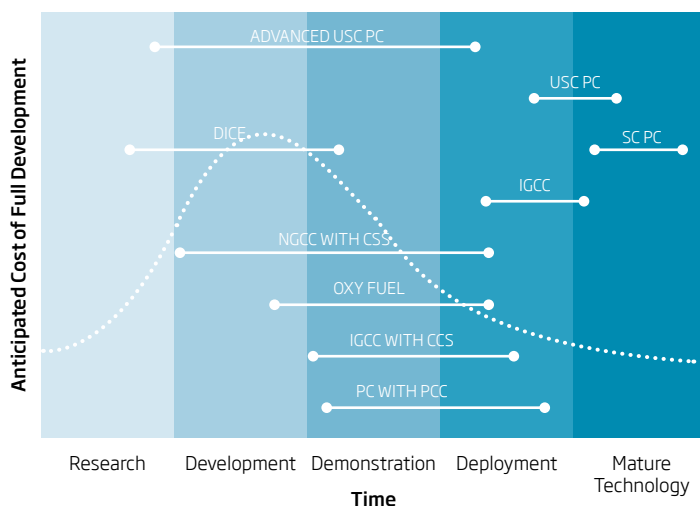 ADVANCED USC PC
USC PC
DICE
SC PC
IGCC
NGCC WITH CSS
OXY FUEL
IGCC WITH CCS
PC WITH PCC
Anticipated Cost of Full Development
Research
Development
Demonstration
Deployment
Mature
Technology
Time